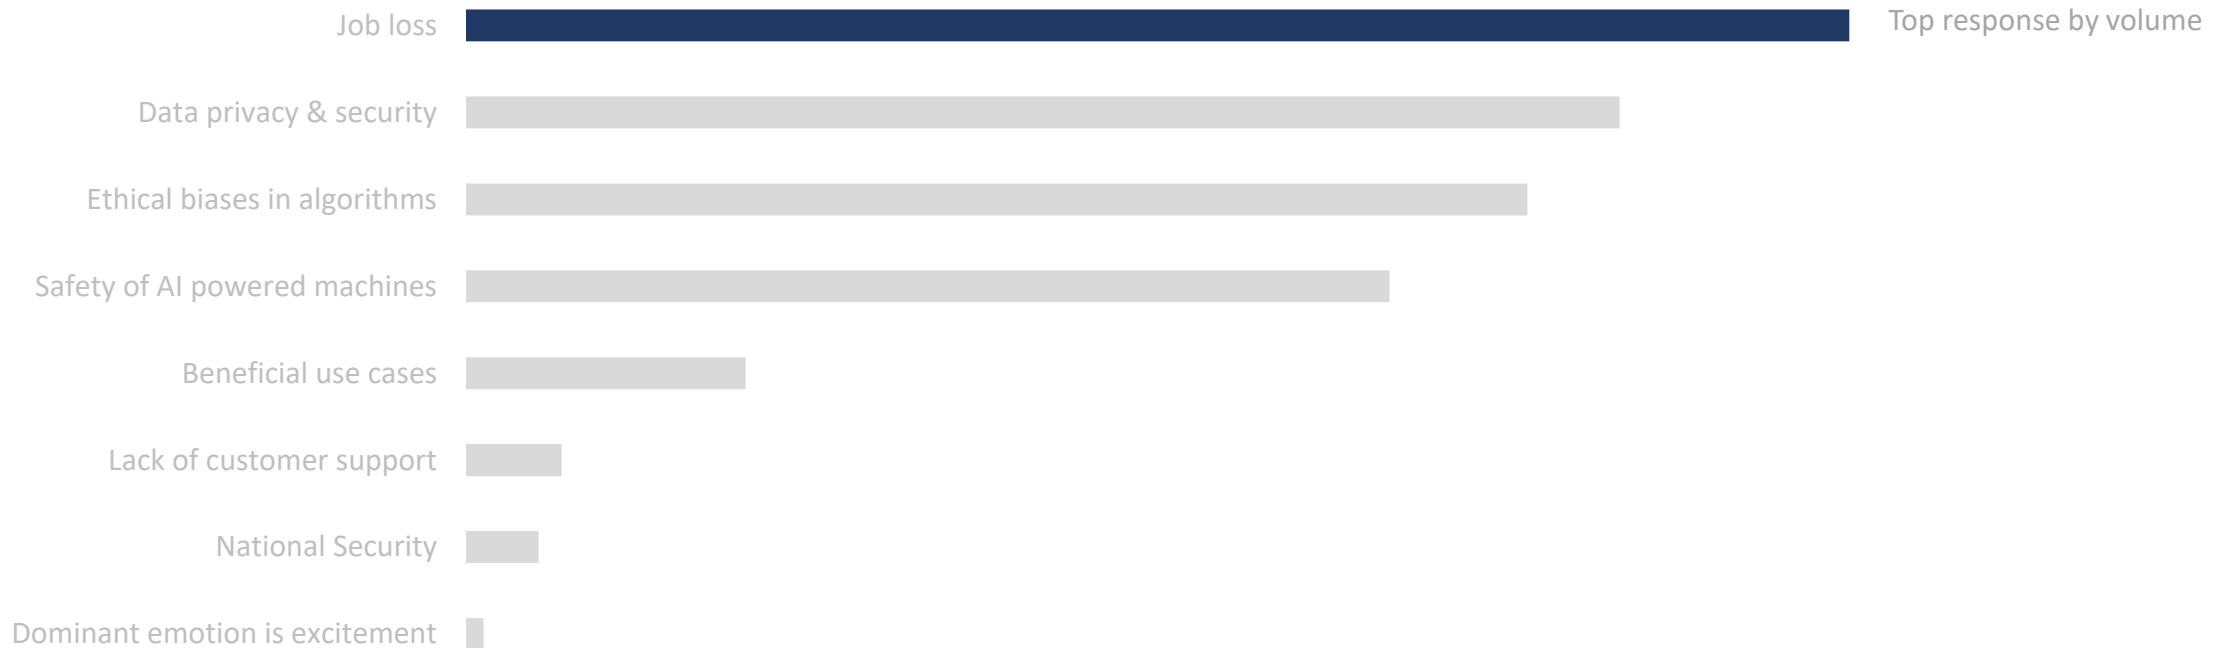 Job loss
Top response by volume
Data privacy & security
Ethical biases in algorithms
Safety of AI powered machines
Beneficial use cases
Lack of customer support
National Security
Dominant emotion is excitement